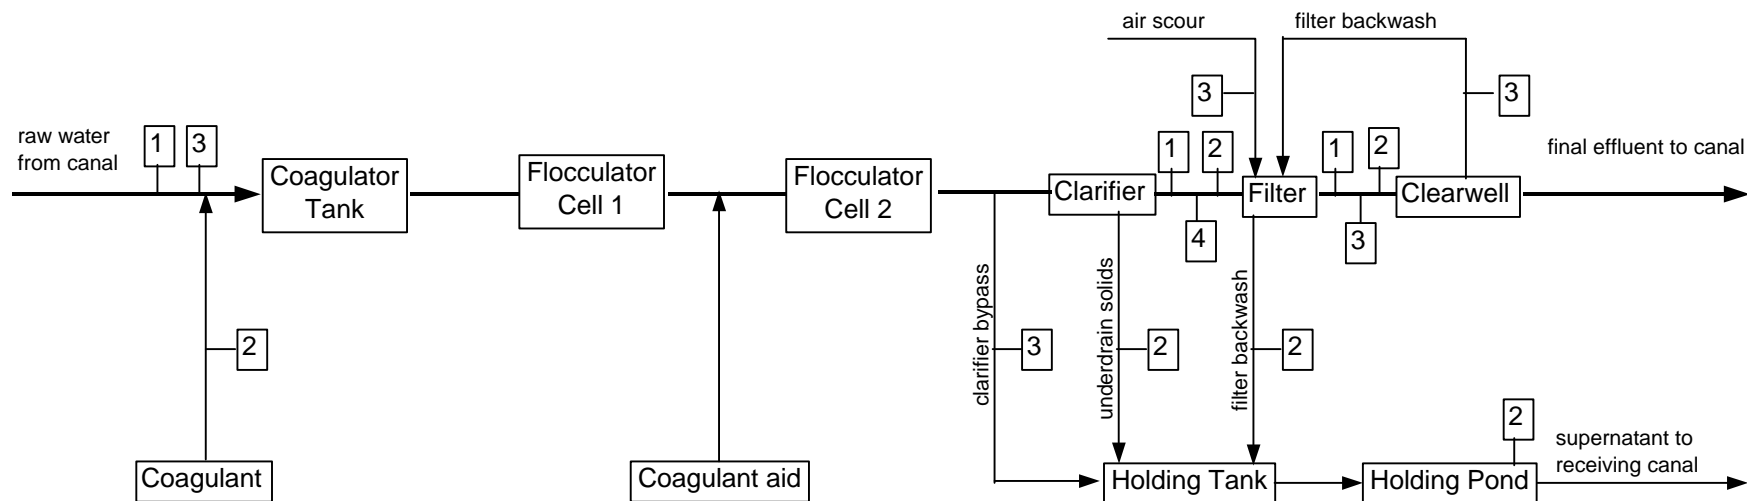 air scour
filter backwash
3
3
raw water
from canal
1
3
1
2
1
2
final effluent to canal
Coagulator
Tank
Flocculator
Cell 1
Flocculator
Cell 2
Clarifier
Filter
Clearwell
4
3
clarifier bypass
underdrain solids
filter backwash
2
3
2
2
2
supernatant to
receiving canal
Coagulant
Coagulant aid
Holding Tank
Holding Pond